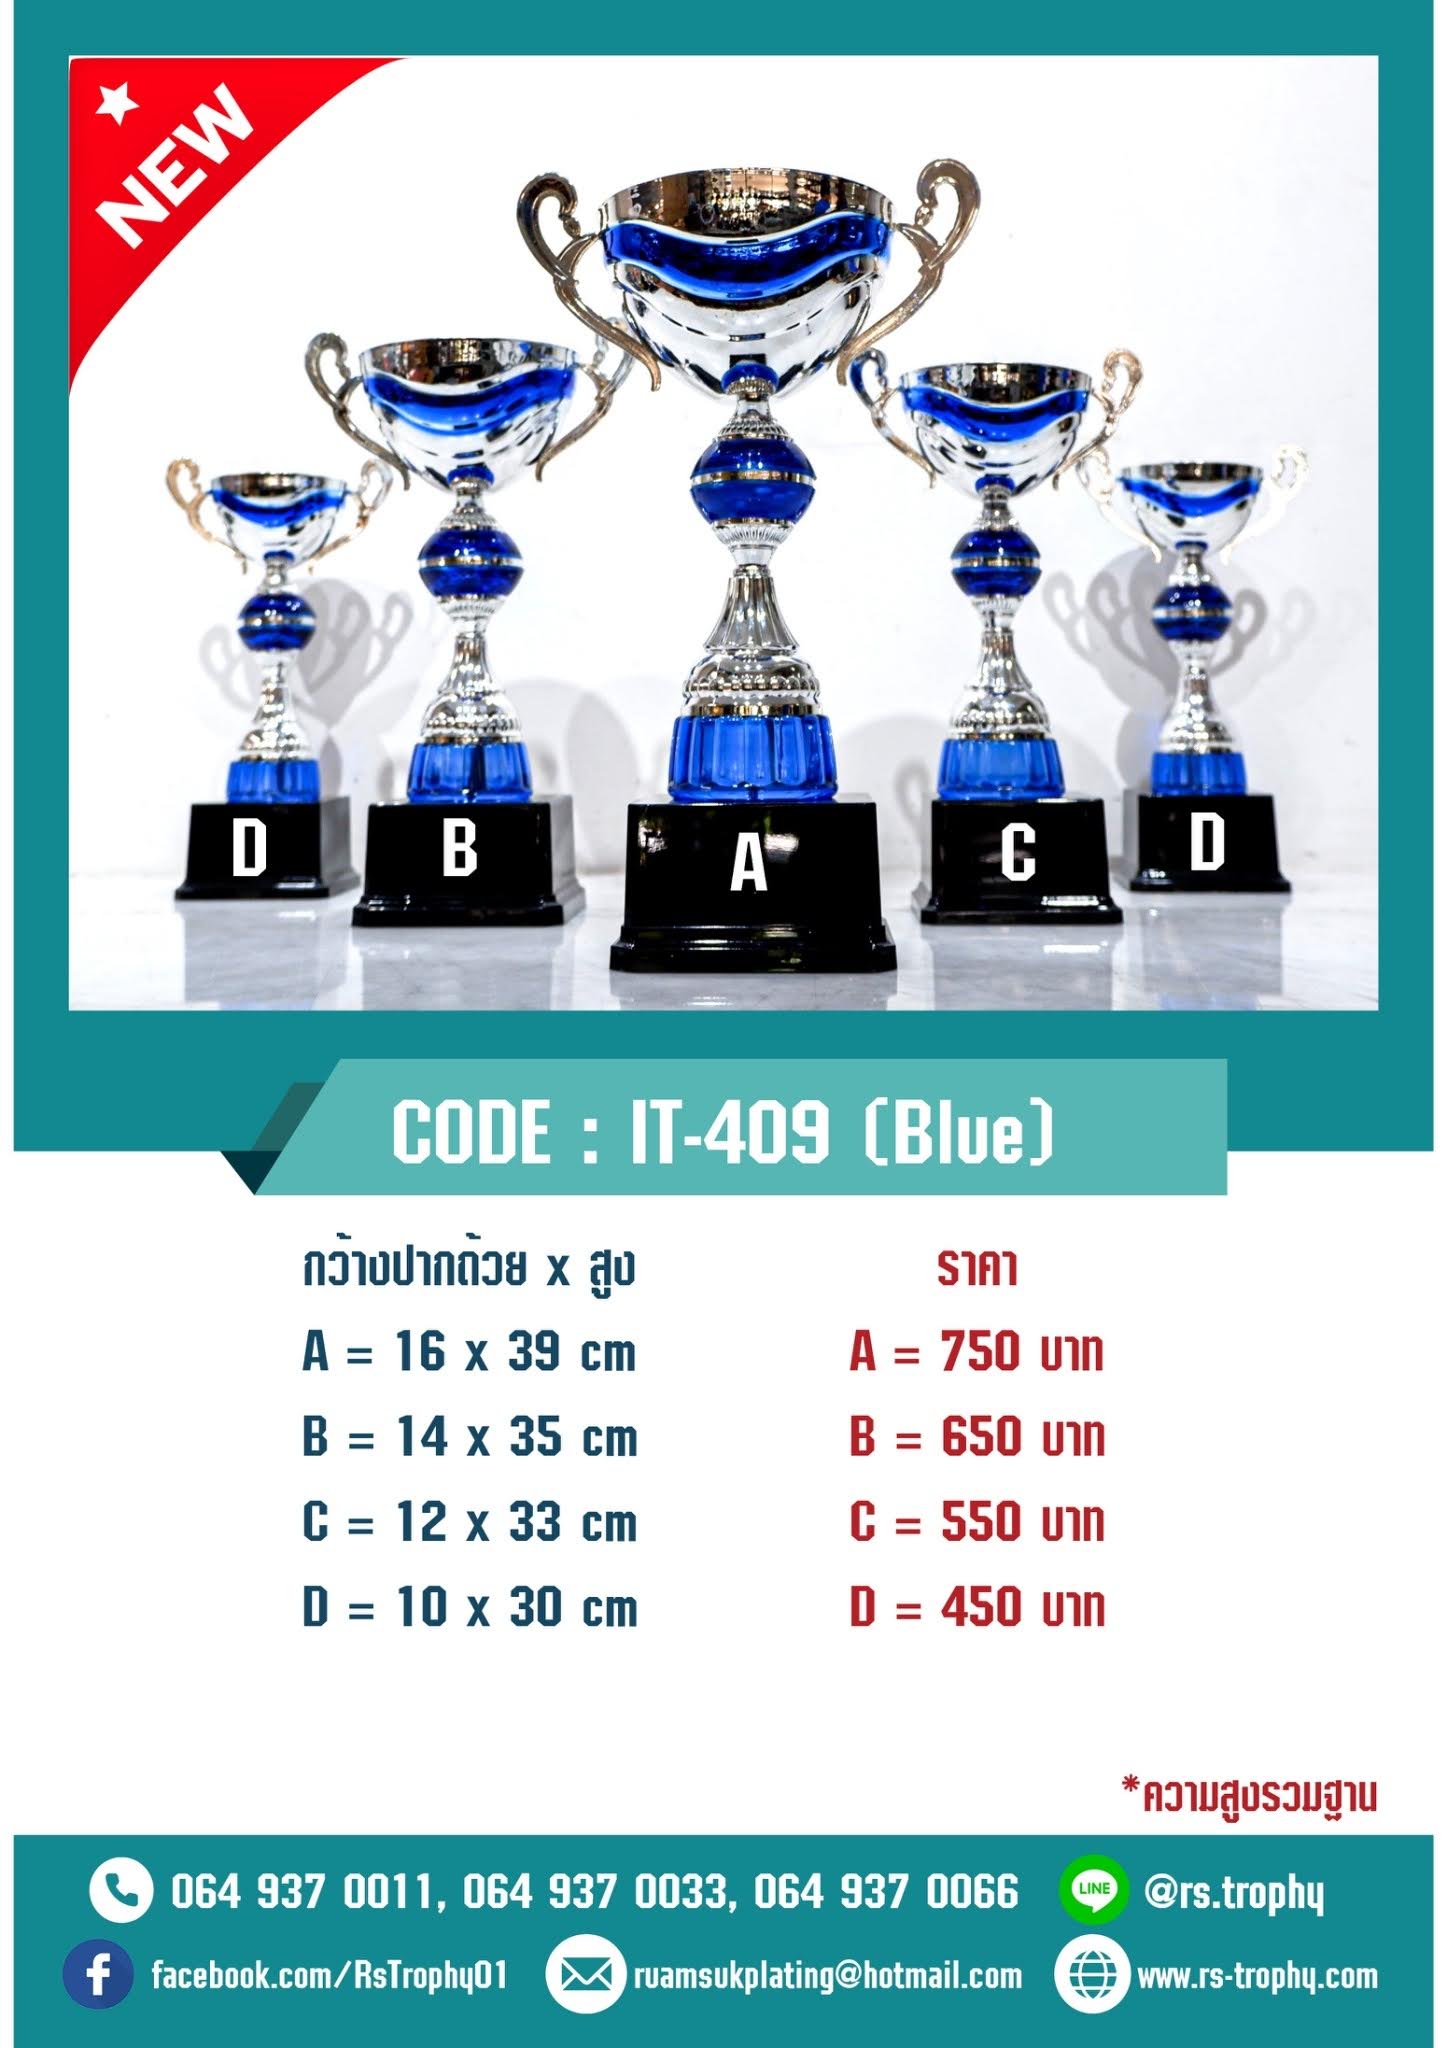 NEW
D B A C D
CODE : IT-409 (Blue)
กว้างปากถ้วย x สูง
A = 16 x 39 cm
B = 14 x 35 cm
C = 12 x 33 cm
D = 10 x 30 cm
ราคา
A = 750 บาท
B = 650 บาท
C = 550 บาท
D = 450 บาท
*ความสูงรวมฐาน
064 937 0011, 064 937 0033, 064 937 0066 LINE @rs.trophy
f facebook.com/RsTrophy01 ruamsukplating@hotmail.com www.rs-trophy.com